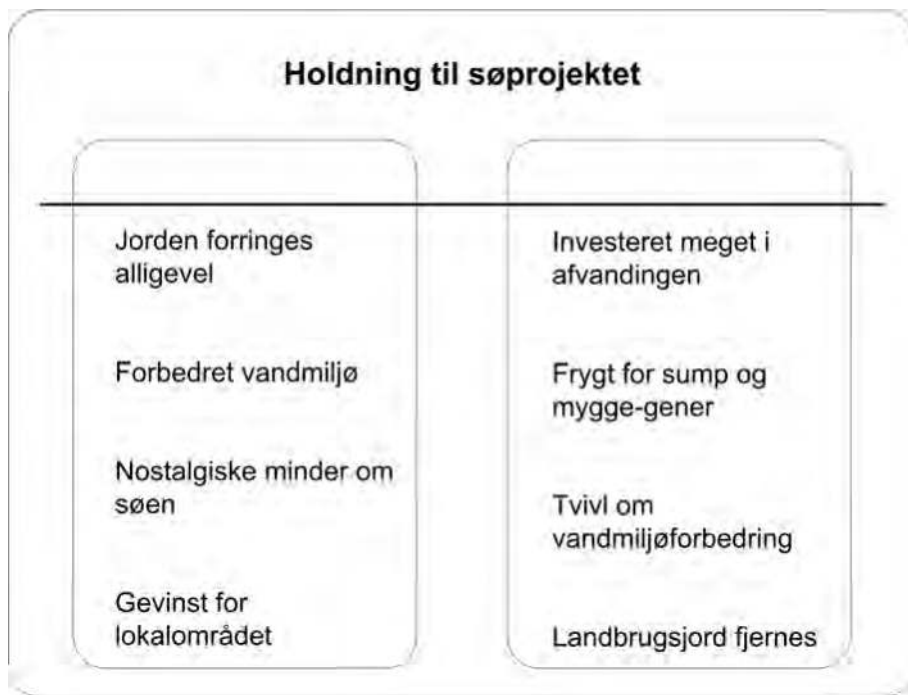 Holdning til søprojektet
Jorden forringes
alligevel
Forbedret vandmiljø
Nostalgiske minder om
søen
Gevinst for
lokalområdet
Investeret meget i
afvandingen
Frygt for sump og
mygge-gener
Tvivl om
vandmiljøforbedring
Landbrugsjord fjernes